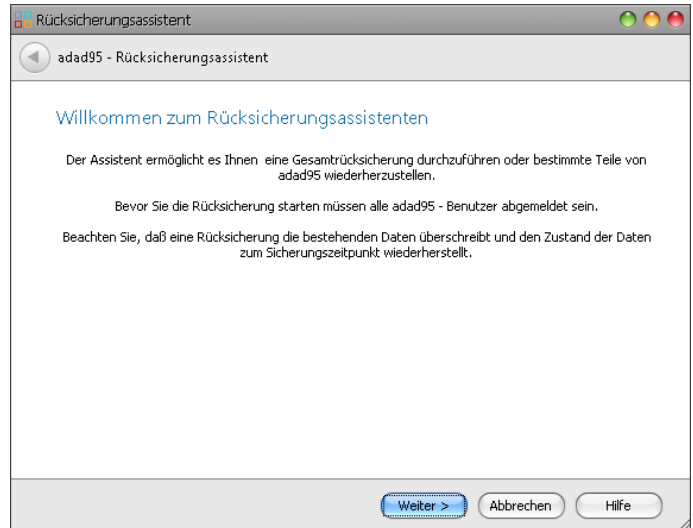 Rücksicherungsassistent
adad95 - Rücksicherungsassistent
Willkommen zum Rücksicherungsassistenten
Der Assistent ermöglicht es Ihnen eine Gesamtrücksicherung durchzuführen oder bestimmte Teile von
adad95 wiederherzustellen.
Bevor Sie die Rücksicherung starten müssen alle adad95 - Benutzer abgemeldet sein.
Beachten Sie, daß eine Rücksicherung die bestehenden Daten überschreibt und den Zustand der Daten
zum Sicherungszeitpunkt wiederherstellt.
Weiter > Abbrechen Hilfe